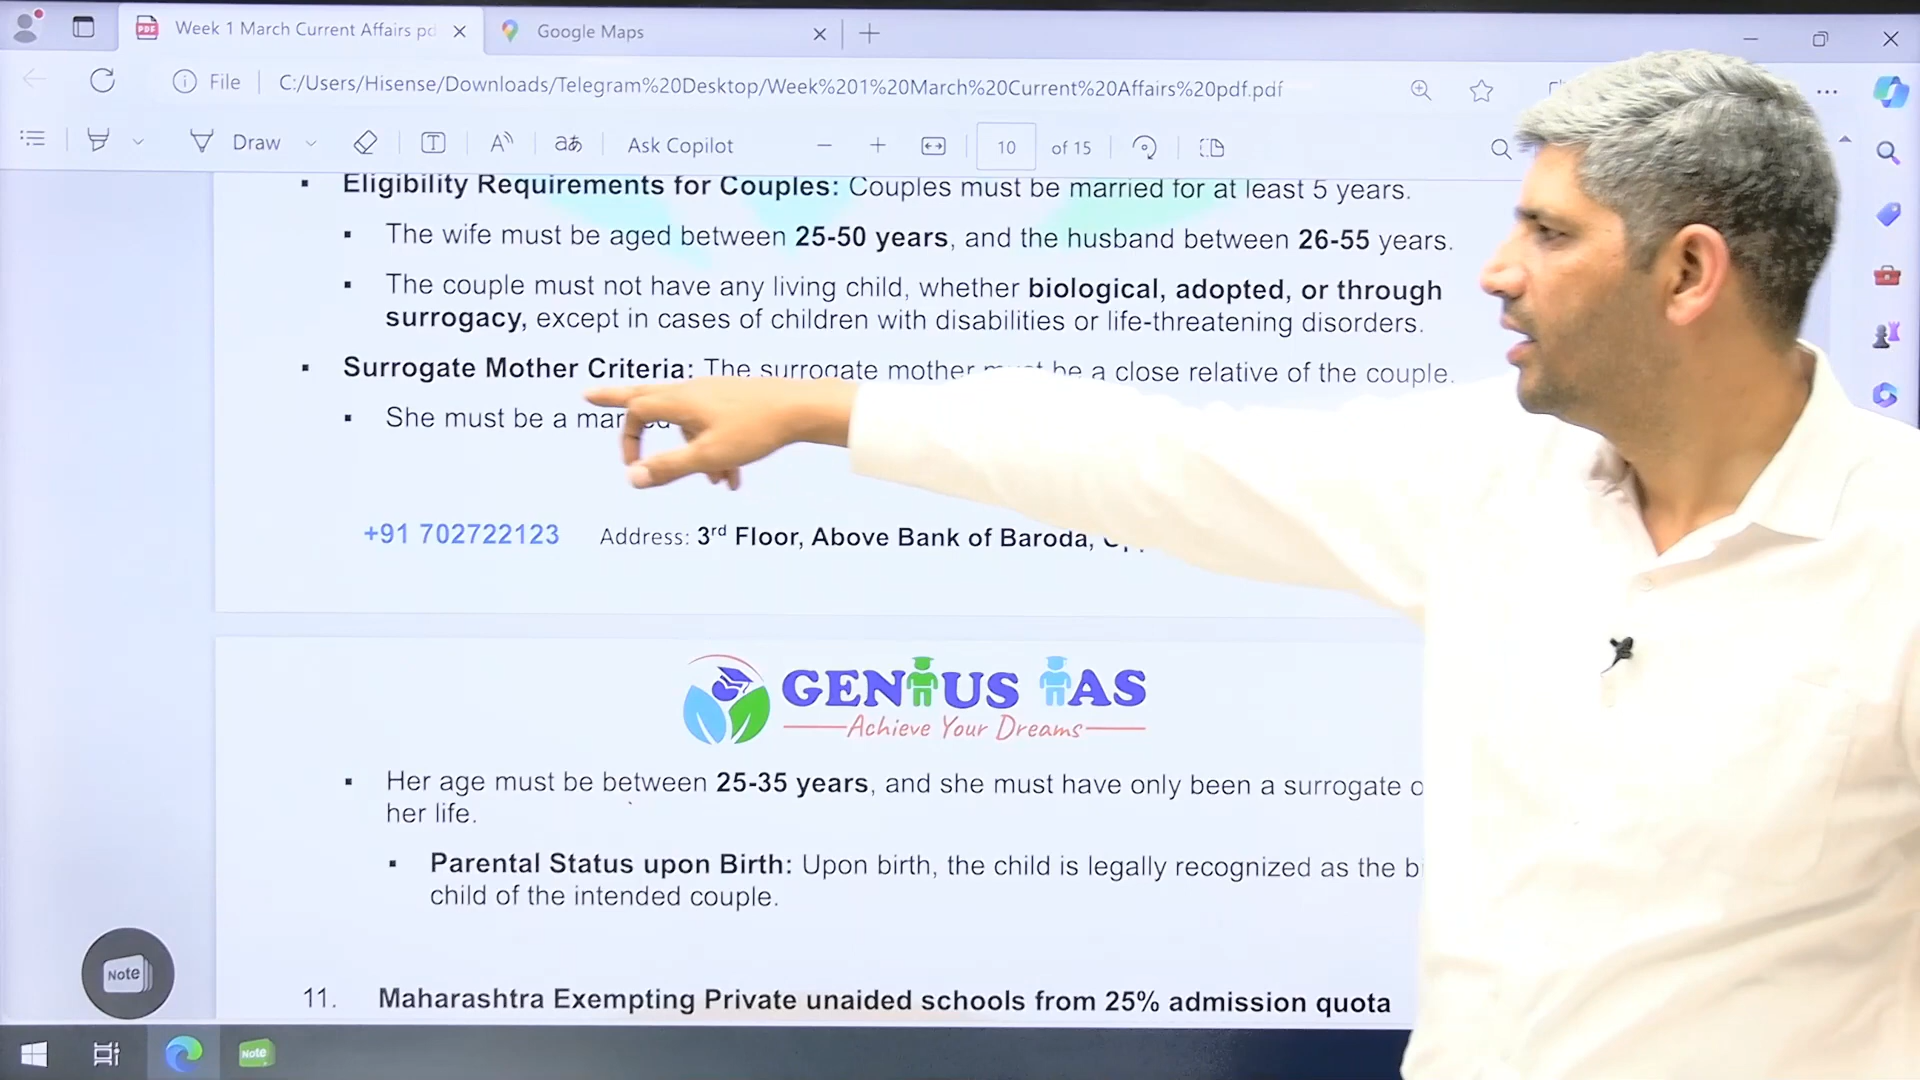 Week 1 March Current Affairs pd
Google Maps
File
C:/Users/Hisense/Downloads/Telegram%20Desktop/Week%201%20March%20Current%20Affairs%20pdf.pdf
Draw
Ask Copilot
10 of 15
Eligibility Requirements for Couples: Couples must be married for at least 5 years.
The wife must be aged between 25-50 years, and the husband between 26-55 years.
The couple must not have any living child, whether biological, adopted, or through
surrogacy, except in cases of children with disabilities or life-threatening disorders.
Surrogate Mother Criteria: The surrogate mother must be a close relative of the couple.
She must be a married
+91 702722123 Address: 3rd Floor, Above Bank of Baroda,
GENIUS IAS
Achieve Your Dreams
Her age must be between 25-35 years, and she must have only been a surrogate
her life.
Parental Status upon Birth: Upon birth, the child is legally recognized as the
child of the intended couple.
11. Maharashtra Exempting Private unaided schools from 25% admission quota
Note
Note